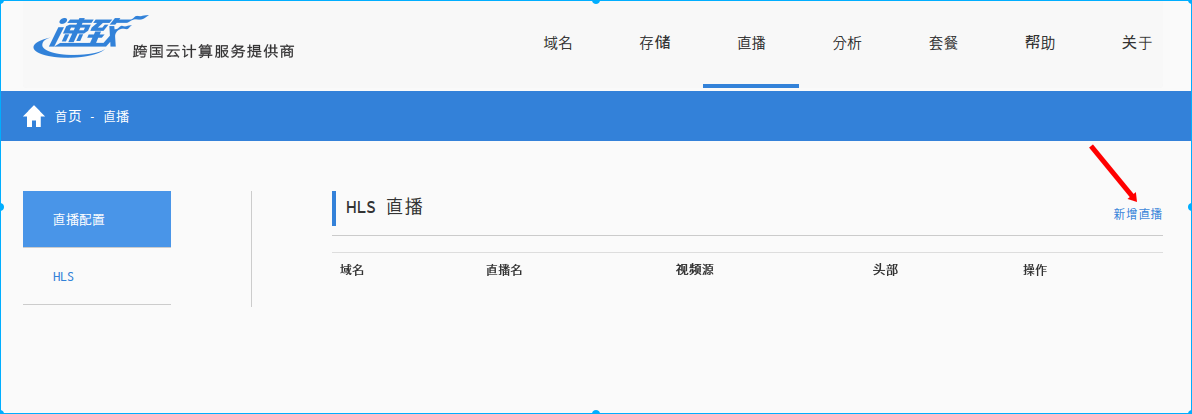 速致 跨国云计算服务提供商
域名 存储 直播 分析 套餐 帮助 关于
首页 - 直播
直播配置
HLS
HLS 直播
新增直播
域名 直播名 视频源 头部 操作